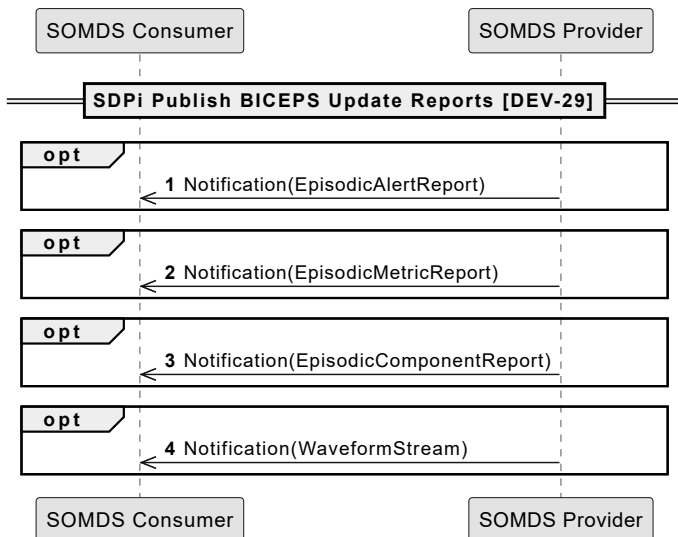 SOMDS Consumer SOMDS Provider
SDPi Publish BICEPS Update Reports [DEV-29]
opt
1 Notification(EpisodicAlertReport)
opt
2 Notification(EpisodicMetricReport)
opt
3 Notification(EpisodicComponentReport)
opt
4 Notification(WaveformStream)
SOMDS Consumer SOMDS Provider